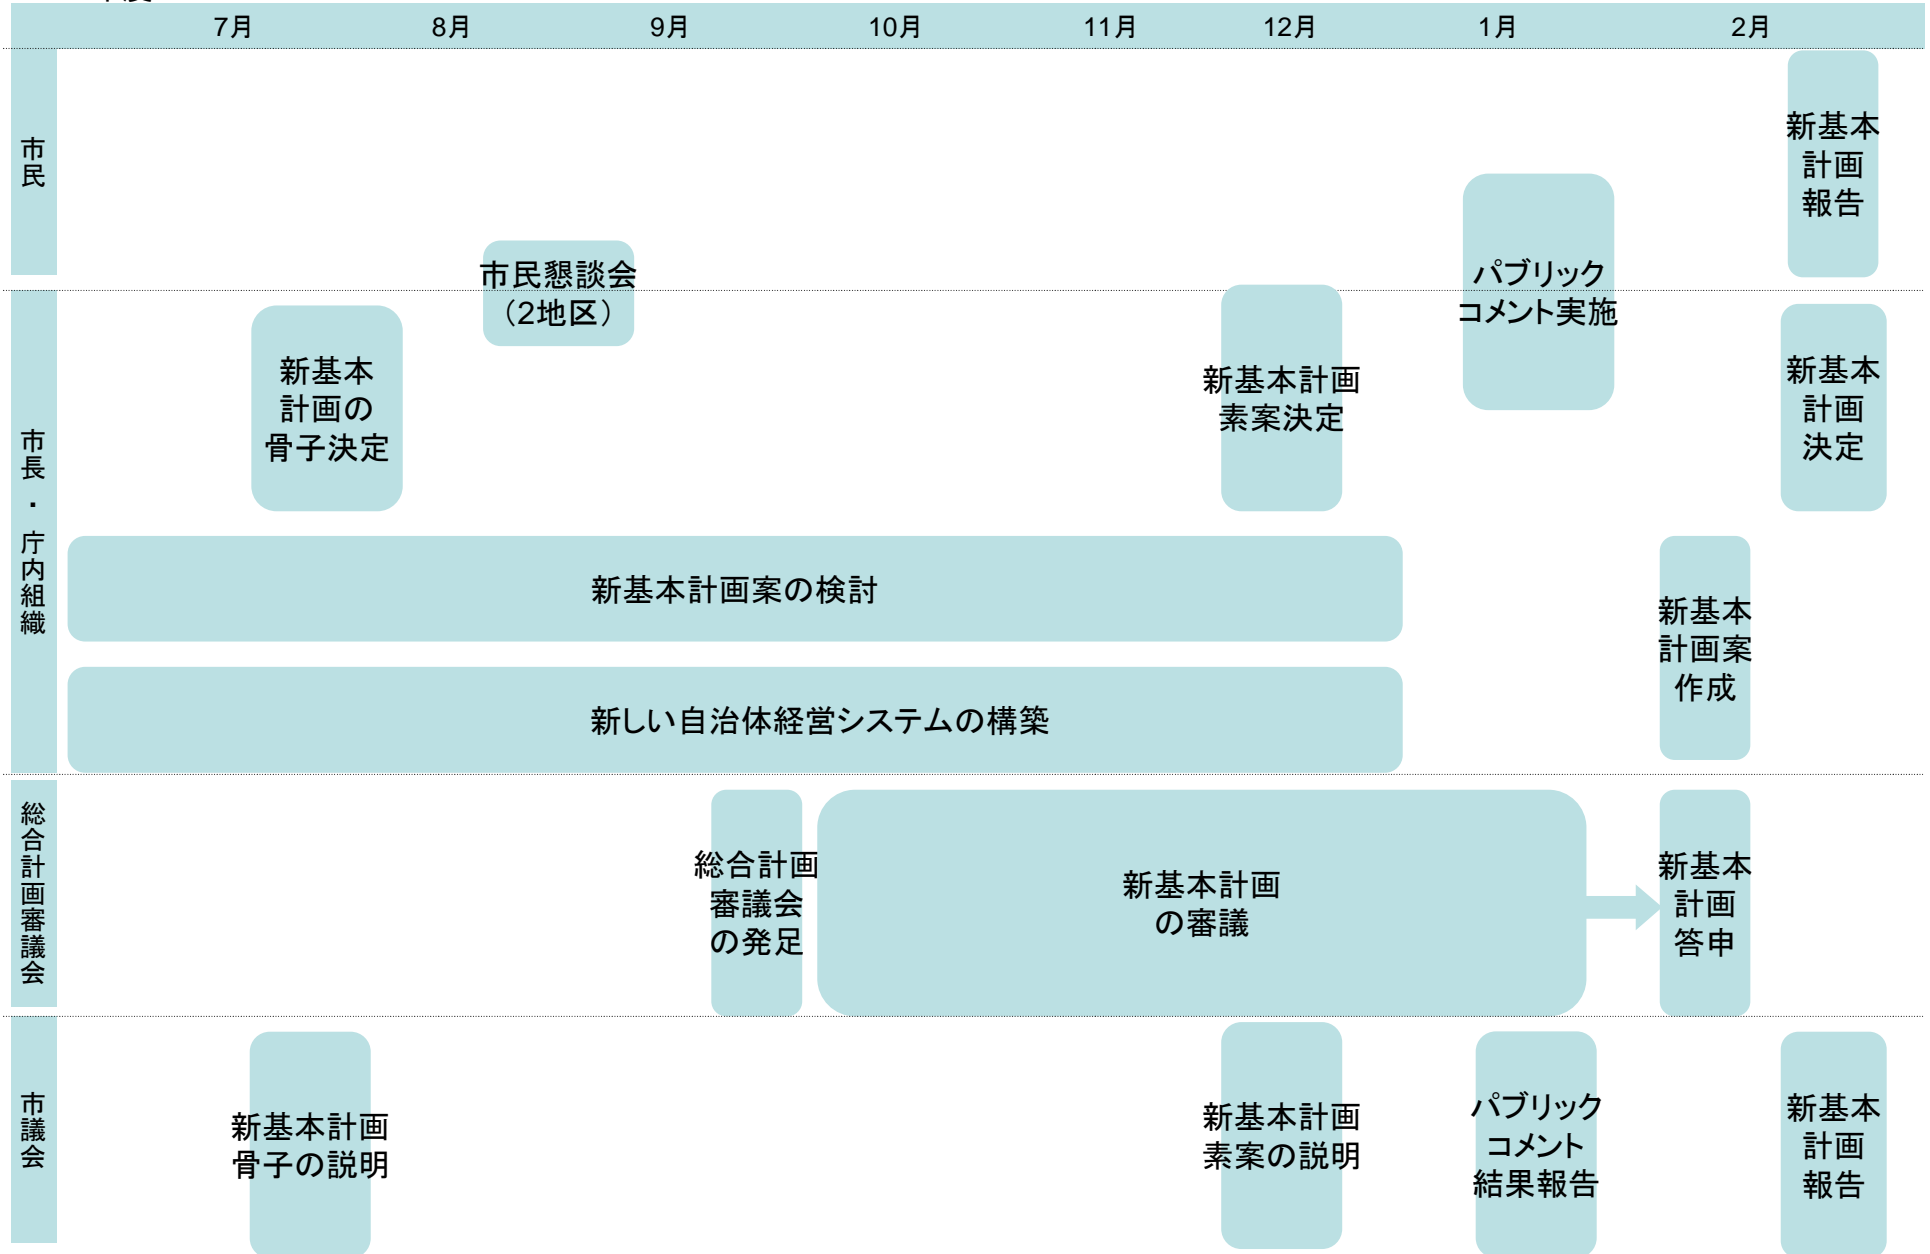 7月 8月 9月 10月 11月 12月 1月 2月
市民
新基本
計画
報告
市民懇談会
（2地区）
パブリック
コメント実施
市長・庁内組織
新基本
計画の
骨子決定
新基本計画
素案決定
新基本
計画
決定
新基本計画案の検討
新しい自治体経営システムの構築
新基本
計画案
作成
総合計画審議会
総合計画
審議会
の発足
新基本計画
の審議
新基本
計画
答申
市議会
新基本計画
骨子の説明
新基本計画
素案の説明
パブリック
コメント
結果報告
新基本
計画
報告